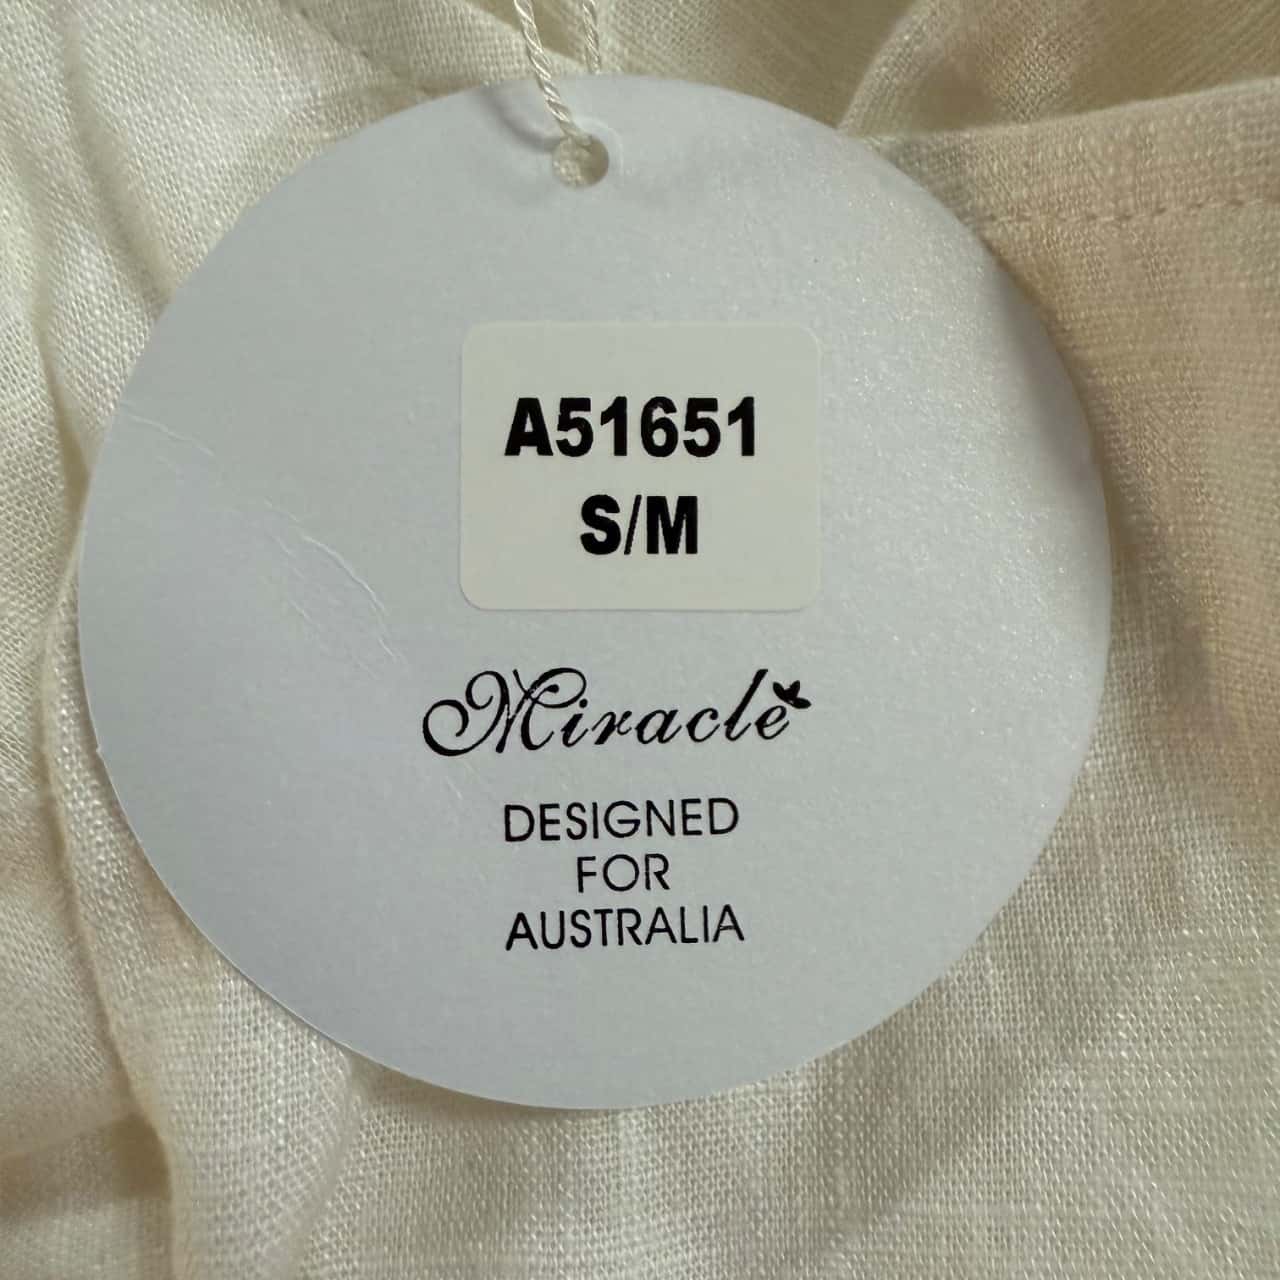 A51651
S/M
Miracle
DESIGNED
FOR
AUSTRALIA